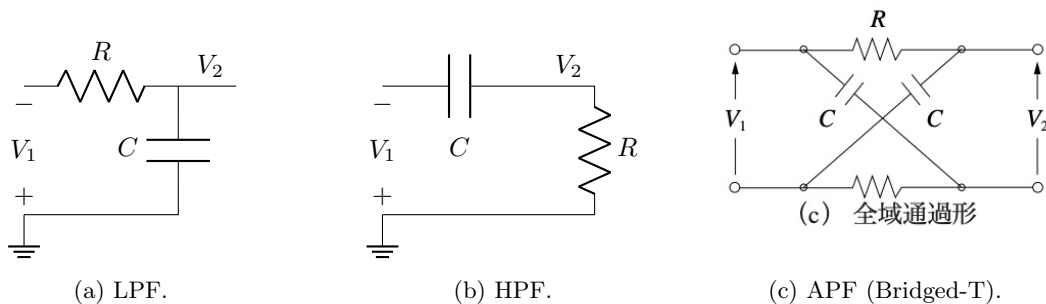 R
V₂
−
V₁
C
+
(a) LPF.
V₂
−
V₁
C
R
+
(b) HPF.
R
V₁
C
C
V₂
(c) 全域通過形
(c) APF (Bridged-T).